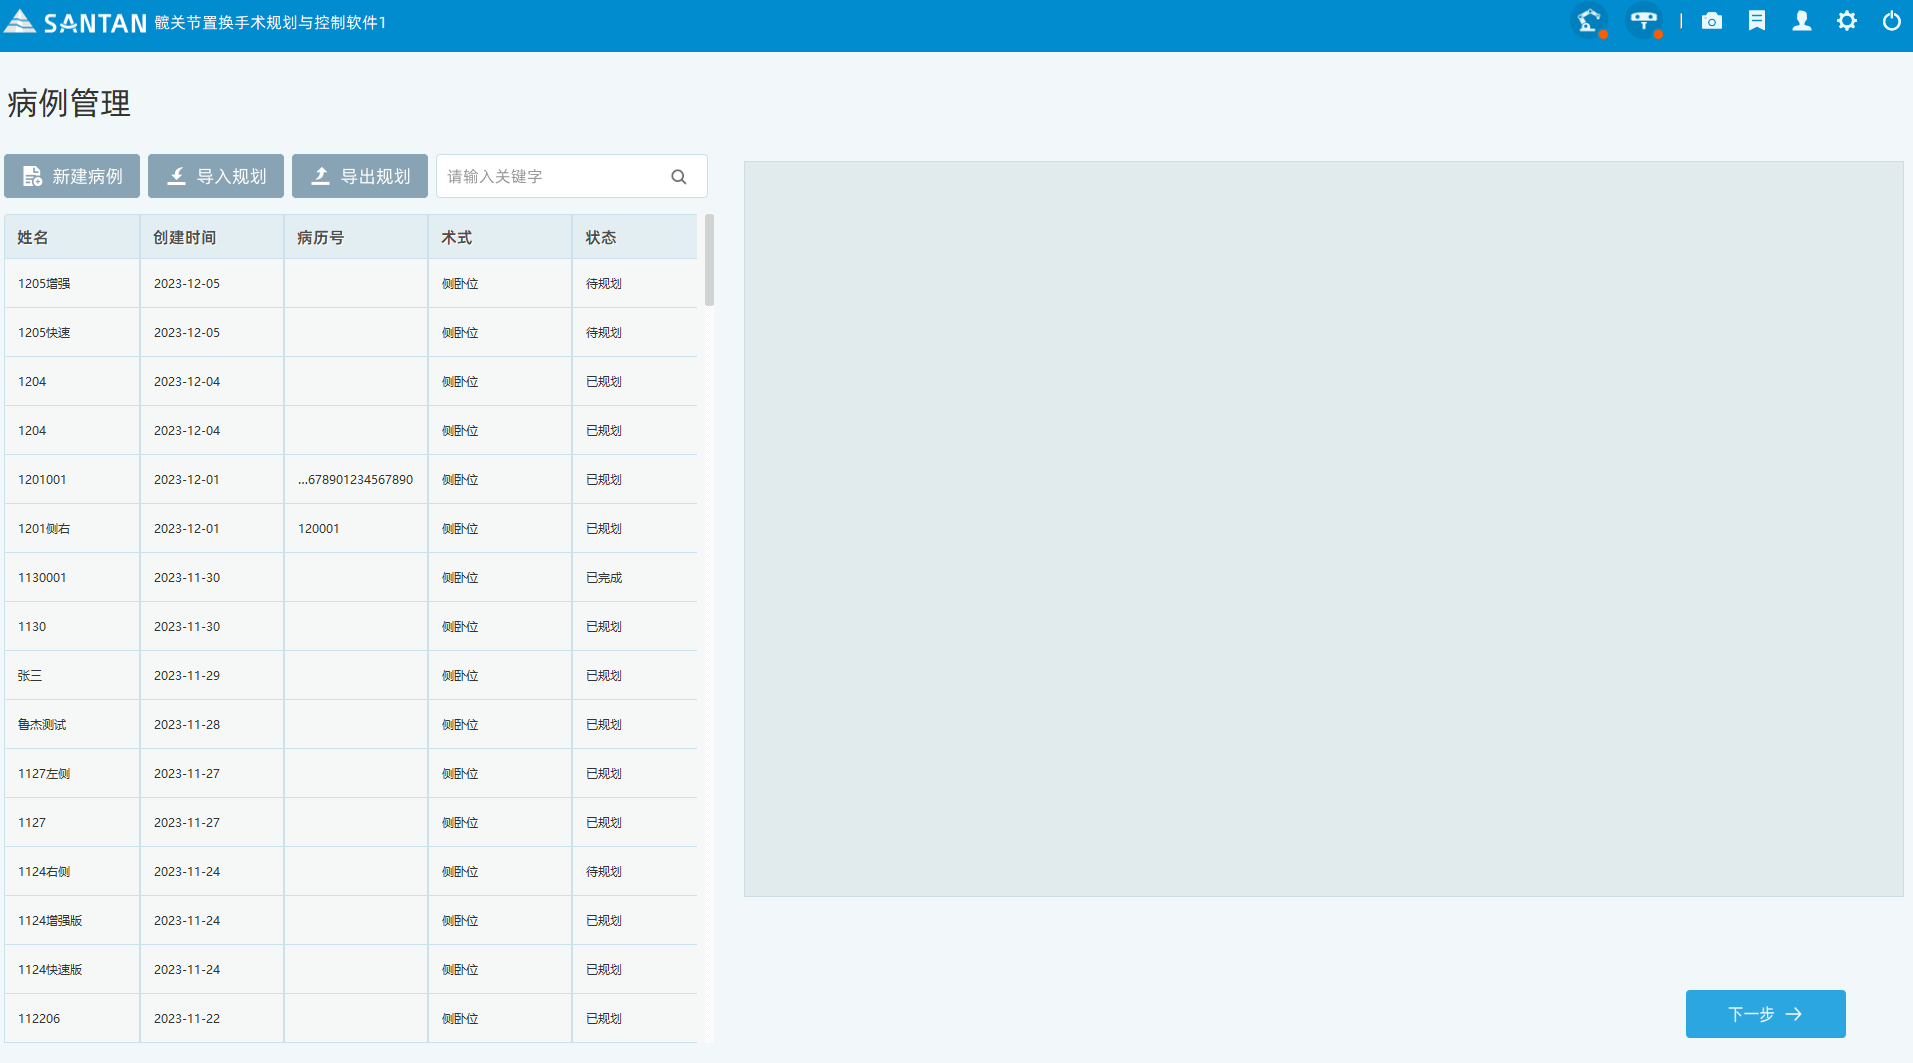 SANTAN 髋关节置换手术规划与控制软件1
病例管理
新建病例 导入规划 导出规划 请输入关键字
姓名 创建时间 病历号 术式 状态
1205增强 2023-12-05 侧卧位 待规划
1205快速 2023-12-05 侧卧位 待规划
1204 2023-12-04 侧卧位 已规划
1204 2023-12-04 侧卧位 已规划
1201001 2023-12-01 ...678901234567890 侧卧位 已规划
1201侧右 2023-12-01 120001 侧卧位 已规划
1130001 2023-11-30 侧卧位 已完成
1130 2023-11-30 侧卧位 已规划
张三 2023-11-29 侧卧位 已规划
鲁杰测试 2023-11-28 侧卧位 已规划
1127左侧 2023-11-27 侧卧位 已规划
1127 2023-11-27 侧卧位 已规划
1124右侧 2023-11-24 侧卧位 待规划
1124增强版 2023-11-24 侧卧位 已规划
1124快速版 2023-11-24 侧卧位 已规划
112206 2023-11-22 侧卧位 已规划
下一步